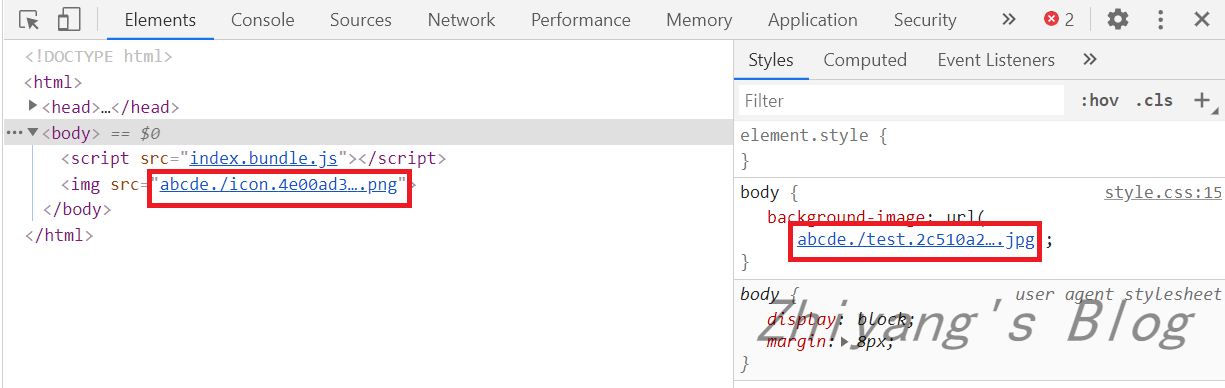 Elements Console Sources Network Performance Memory Application Security » 2
<!DOCTYPE html>
<html>
<head>…</head>
<body> == $0
<script src="index.bundle.js"></script>
<img src="abcde./icon.4e00ad3….png">
</body>
</html>
Styles Computed Event Listeners »
Filter :hov .cls +
element.style {
}
body { style.css:15
background-image: url(
abcde./test.2c510a2….jpg);
}
body { user agent stylesheet
display: block;
margin: 8px;
}
Zhiyang's Blog